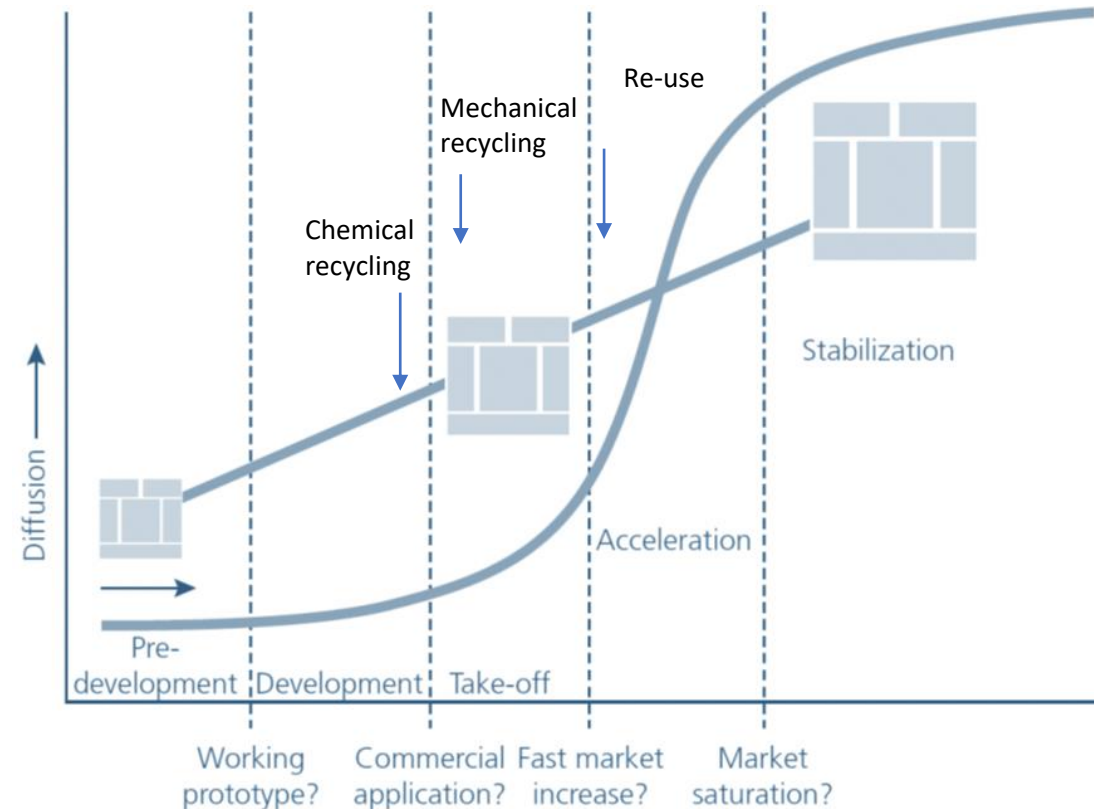 Re-use
Mechanical
recycling
Chemical
recycling
Stabilization
Diffusion
Acceleration
Pre-
development
Development
Take-off
Working
prototype?
Commercial
application?
Fast market
increase?
Market
saturation?